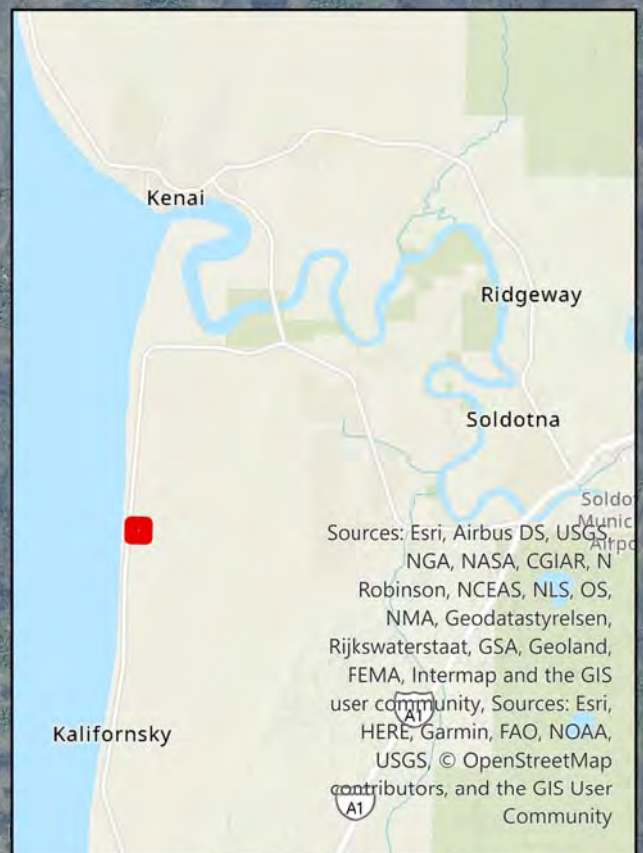 Kenai
Ridgeway
Soldotna
Soldo
Munic
Airpo
Sources: Esri, Airbus DS, USGS,
NGA, NASA, CGIAR, N
Robinson, NCEAS, NLS, OS,
NMA, Geodatastyrelsen,
Rijkswaterstaat, GSA, Geoland,
FEMA, Intermap and the GIS
user community, Sources: Esri,
HERE, Garmin, FAO, NOAA,
USGS, © OpenStreetMap
contributors, and the GIS User
Community
A1
Kalifornsky
A1